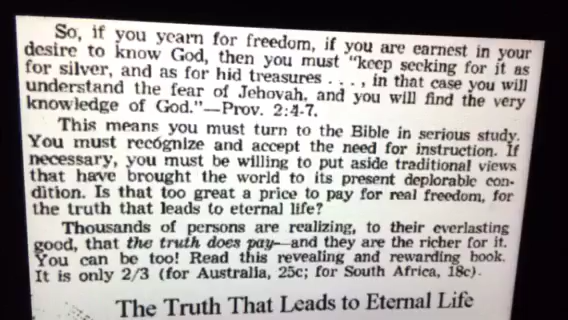 So, if you yearn for freedom, if you are earnest in your
desire to know God, then you must "keep seeking for it as
for silver, and as for hid treasures . . . , in that case you will
understand the fear of Jehovah, and you will find the very
knowledge of God."—Prov. 2:4-7.
This means you must turn to the Bible in serious study.
You must recógnize and accept the need for instruction. If
necessary, you must be willing to put aside traditional views
that have brought the world to its present deplorable con-
dition. Is that too great a price to pay for real freedom, for
the truth that leads to eternal life?
Thousands of persons are realizing, to their everlasting
good, that the truth does pay—and they are the richer for it.
You can be too! Read this revealing and rewarding book.
It is only 2/3 (for Australia, 25c; for South Africa, 18c).
The Truth That Leads to Eternal Life